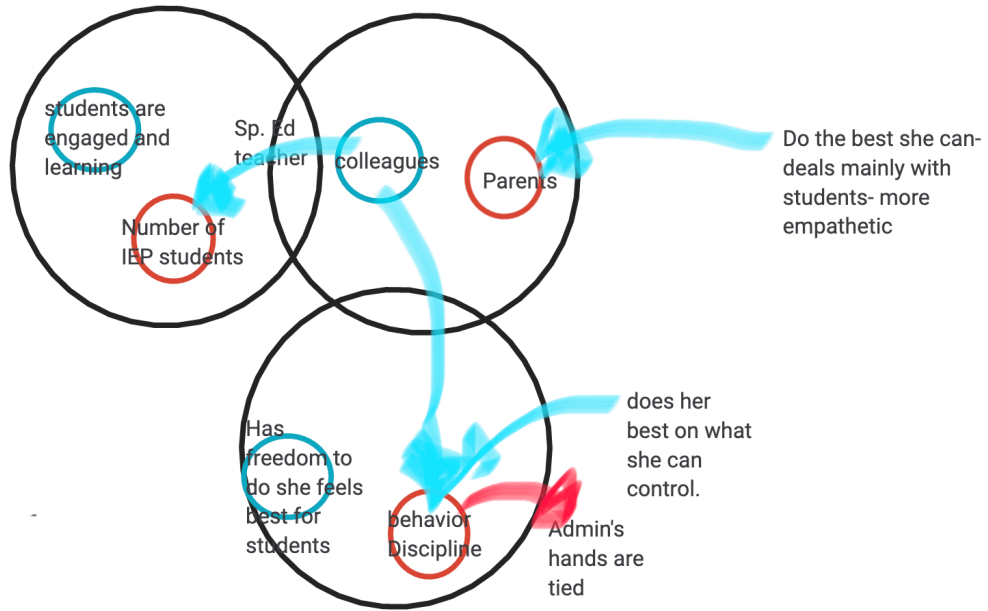 students are
engaged and
learning
Number of
IEP students
Sp. Ed
teacher
colleagues
Parents
Do the best she can-
deals mainly with
students- more
empathetic
Has
freedom to
do she feels
best for
students
behavior
Discipline
does her
best on what
she can
control.
Admin's
hands are
tied